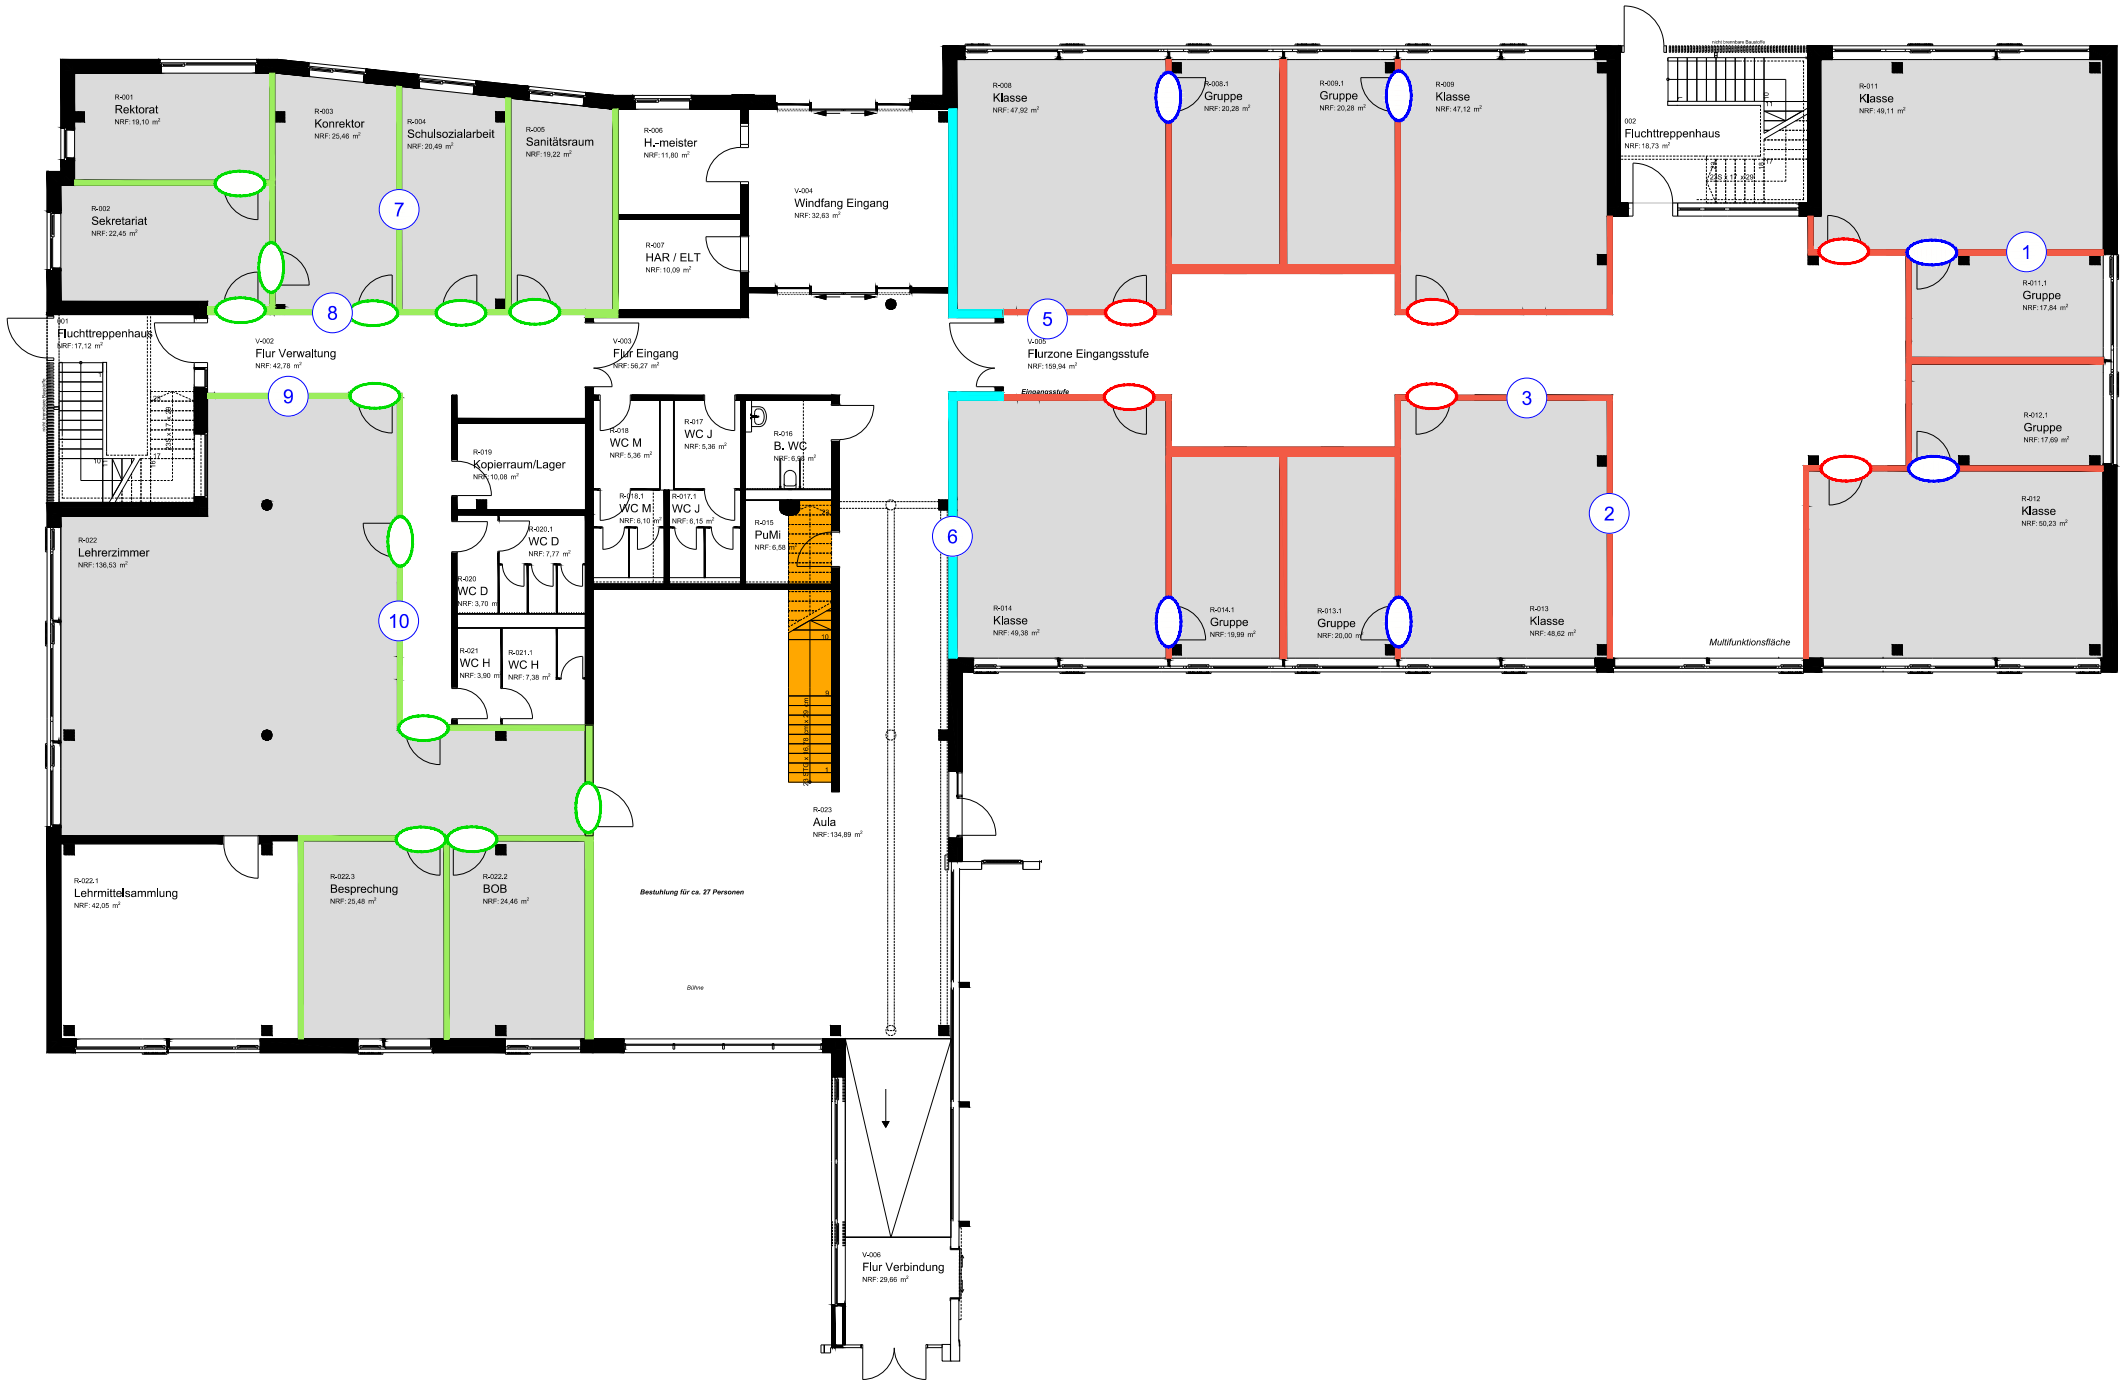 R-001
Rektorat
NRF: 19,10 m²
R-002
Sekretariat
NRF: 22,45 m²
R-003
Konrektor
NRF: 25,46 m²
R-004
Schulsozialarbeit
NRF: 20,49 m²
R-005
Sanitätsraum
NRF: 19,22 m²
R-006
H.-meister
NRF: 11,80 m²
R-007
HAR / ELT
NRF: 10,09 m²
V-004
Windfang Eingang
NRF: 32,63 m²
R-008
Klasse
NRF: 47,92 m²
R-008.1
Gruppe
NRF: 20,28 m²
R-009.1
Gruppe
NRF: 20,28 m²
R-009
Klasse
NRF: 47,12 m²
nicht brennbare Baustoffe
002
Fluchttreppenhaus
NRF: 18,73 m²
R-011
Klasse
NRF: 49,11 m²
R-011.1
Gruppe
NRF: 17,84 m²
R-012.1
Gruppe
NRF: 17,69 m²
R-012
Klasse
NRF: 50,23 m²
1
2
3
5
6
7
8
9
10
001
Fluchttreppenhaus
NRF: 17,12 m²
V-002
Flur Verwaltung
NRF: 42,78 m²
V-003
Flur Eingang
NRF: 56,27 m²
V-005
Flurzone Eingangsstufe
NRF: 159,94 m²
Eingangsstufe
R-018
WC M
NRF: 5,36 m²
R-017
WC J
NRF: 5,36 m²
R-016
B. WC
R-019
Kopierraum/Lager
NRF: 10,08 m²
R-018.1
WC M
NRF: 6,10 m²
R-017.1
WC J
NRF: 6,15 m²
R-015
PuMi
NRF: 6,58 m²
R-020.1
WC D
NRF: 7,77 m²
R-020
WC D
NRF: 3,70 m
R-021
WC H
NRF: 3,90 m
R-021.1
WC H
NRF: 7,38 m²
R-022
Lehrerzimmer
NRF: 136,53 m²
R-014
Klasse
NRF: 49,38 m²
R-014.1
Gruppe
NRF: 19,99 m²
R-013.1
Gruppe
NRF: 20,00 m²
R-013
Klasse
NRF: 48,62 m²
Multifunktionsfläche
R-023
Aula
NRF: 134,89 m²
R-022.1
Lehrmittelsammlung
NRF: 42,05 m²
R-022.3
Besprechung
NRF: 25,48 m²
R-022.2
BOB
NRF: 24,46 m²
Bestuhlung für ca. 27 Personen
Bühne
V-006
Flur Verbindung
NRF: 29,66 m²